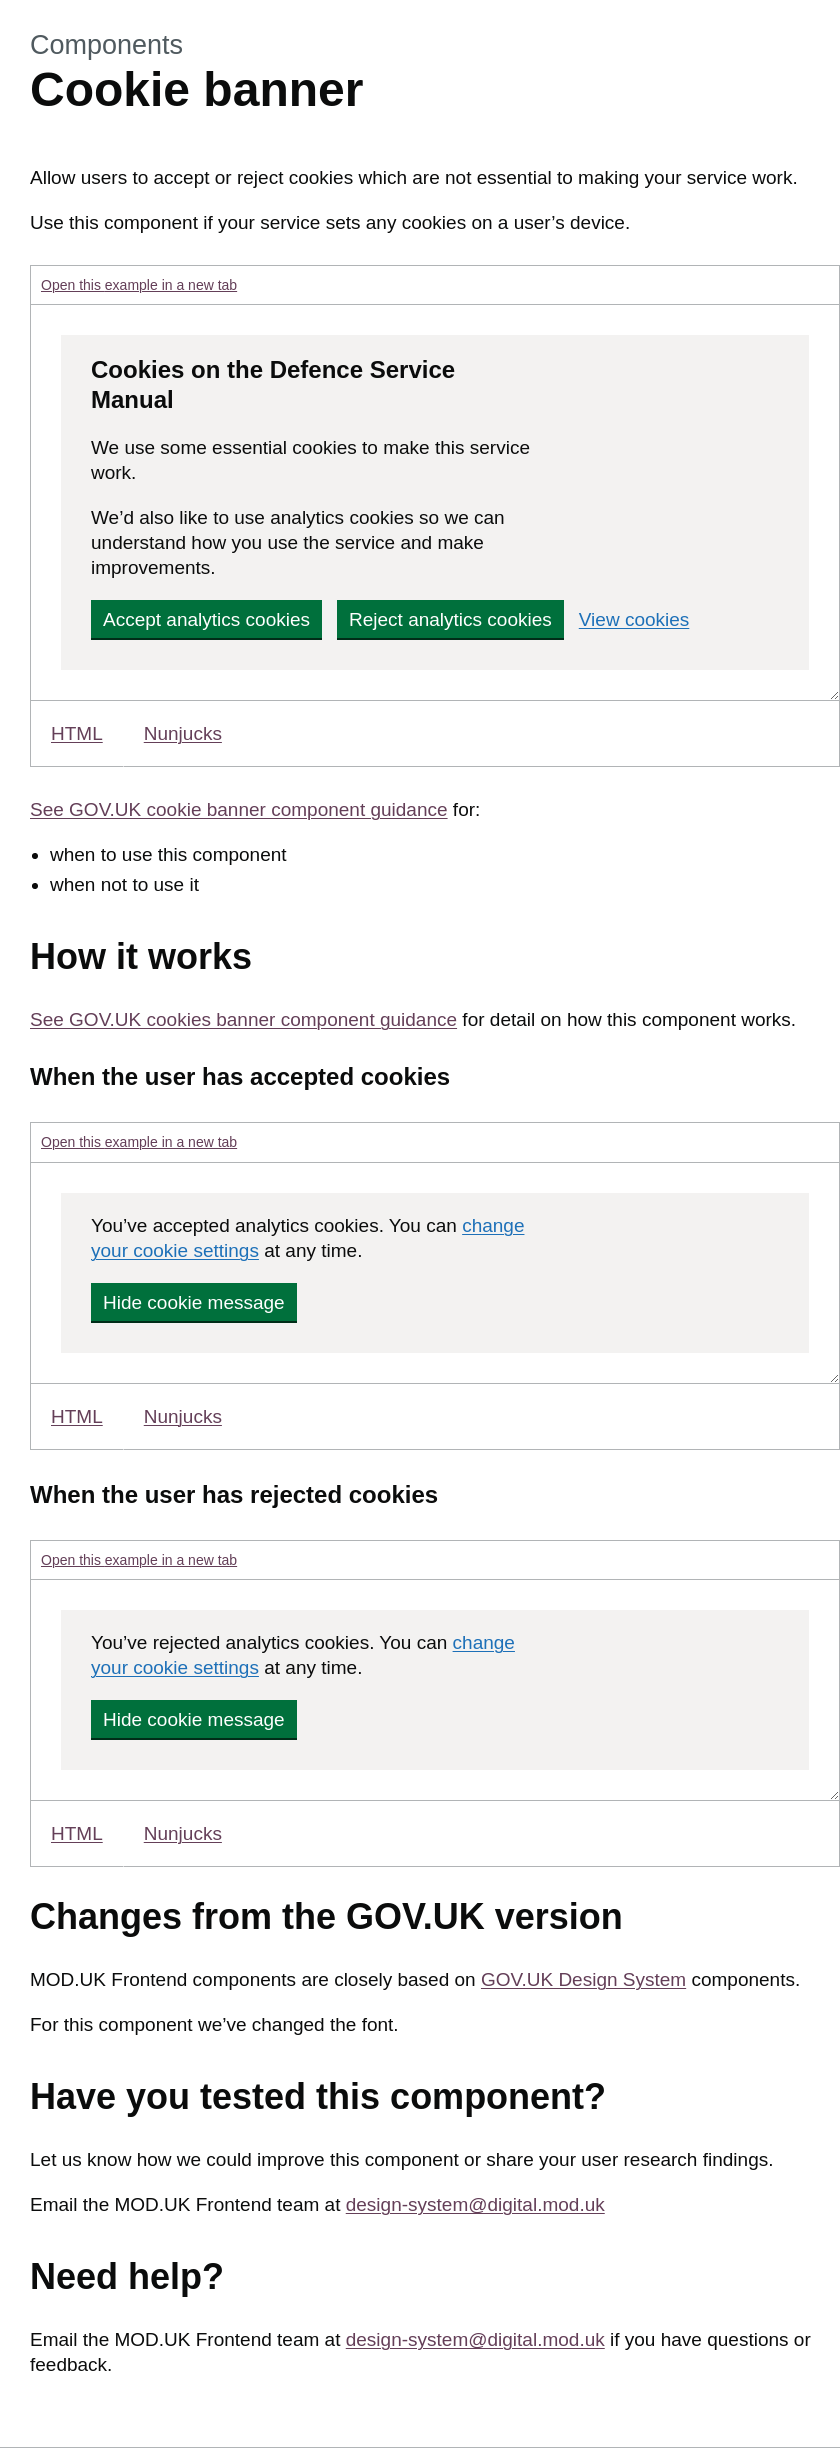 Components
Cookie banner
Allow users to accept or reject cookies which are not essential to making your service work.
Use this component if your service sets any cookies on a user’s device.
Open this example in a new tab
Cookies on the Defence Service
Manual
We use some essential cookies to make this service
work.
We’d also like to use analytics cookies so we can
understand how you use the service and make
improvements.
Accept analytics cookies Reject analytics cookies View cookies
HTML Nunjucks
See GOV.UK cookie banner component guidance for:
• when to use this component
• when not to use it
How it works
See GOV.UK cookies banner component guidance for detail on how this component works.
When the user has accepted cookies
Open this example in a new tab
You’ve accepted analytics cookies. You can change
your cookie settings at any time.
Hide cookie message
HTML Nunjucks
When the user has rejected cookies
Open this example in a new tab
You’ve rejected analytics cookies. You can change
your cookie settings at any time.
Hide cookie message
HTML Nunjucks
Changes from the GOV.UK version
MOD.UK Frontend components are closely based on GOV.UK Design System components.
For this component we’ve changed the font.
Have you tested this component?
Let us know how we could improve this component or share your user research findings.
Email the MOD.UK Frontend team at design-system@digital.mod.uk
Need help?
Email the MOD.UK Frontend team at design-system@digital.mod.uk if you have questions or
feedback.